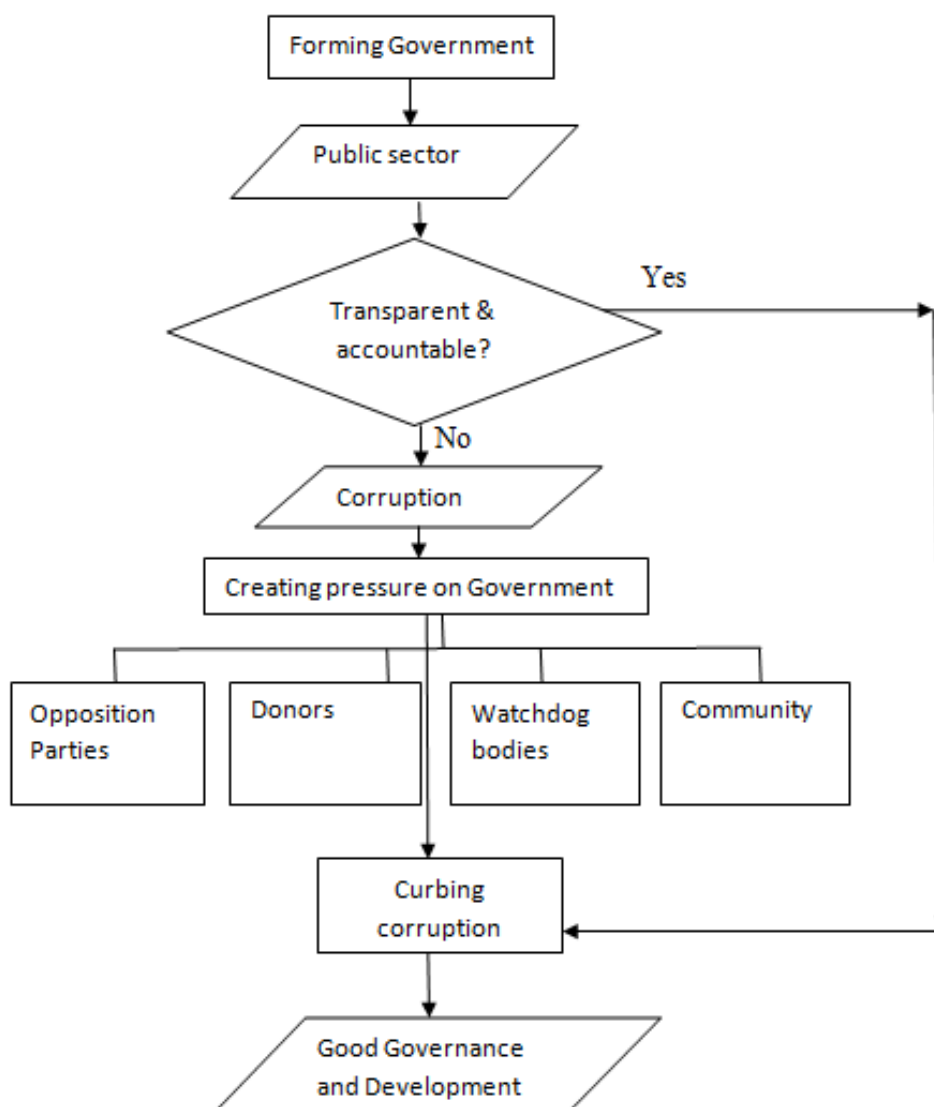 Forming Government
Public sector
Yes
Transparent &
accountable?
No
Corruption
Creating pressure on Government
Opposition
Parties
Donors
Watchdog
bodies
Community
Curbing
corruption
Good Governance
and Development